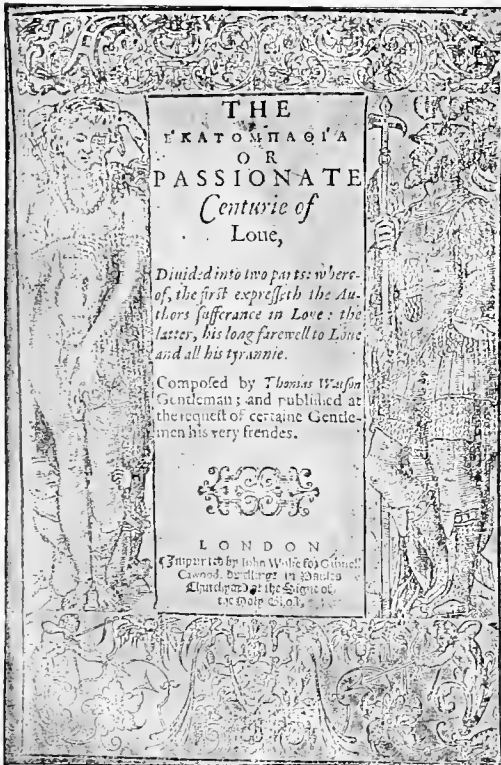 THE
ἙΚΑΤΟΜΠΑΘΙ´Α
OR
PASSIONATE
Centurie of
Loue,
Diuided into two parts: where-
of, the first expresseth the Au-
thors sufferance in Loue: the
latter, his long farewell to Loue
and all his tyrannie.
Composed by Thomas Watson
Gentleman; and published at
the request of certaine Gentle-
men his very frendes.
LONDON
Imprinted by Iohn Wolfe for Gabriell
Cawood, dwellinge in Paules
Churchyard at the Signe of
the Holy Ghost.